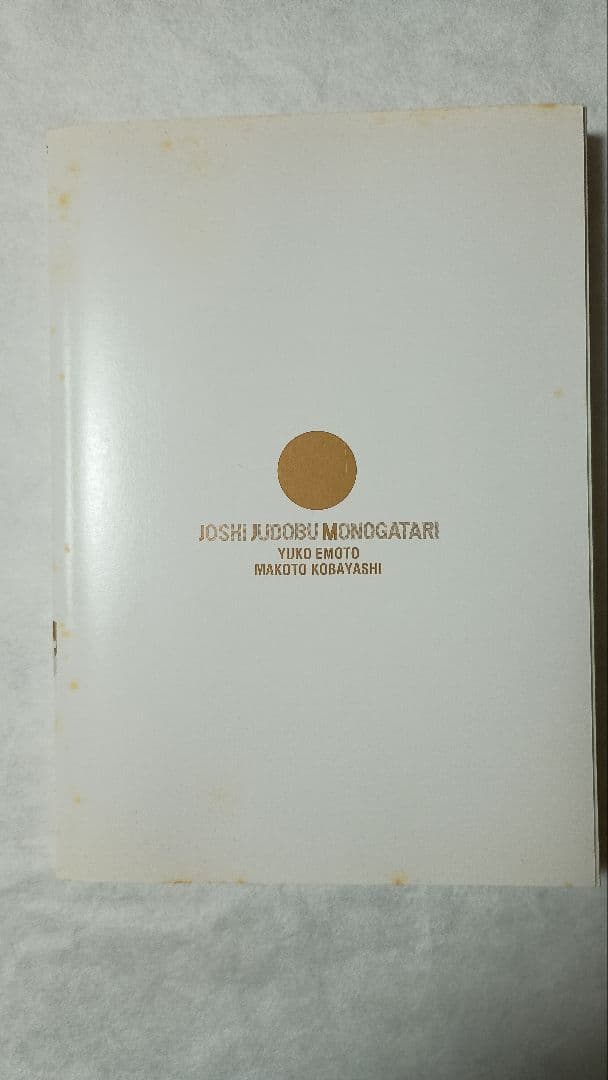 JOSHI JUDOBU MONOGATARI
YUKO EMOTO
MAKOTO KOBAYASHI